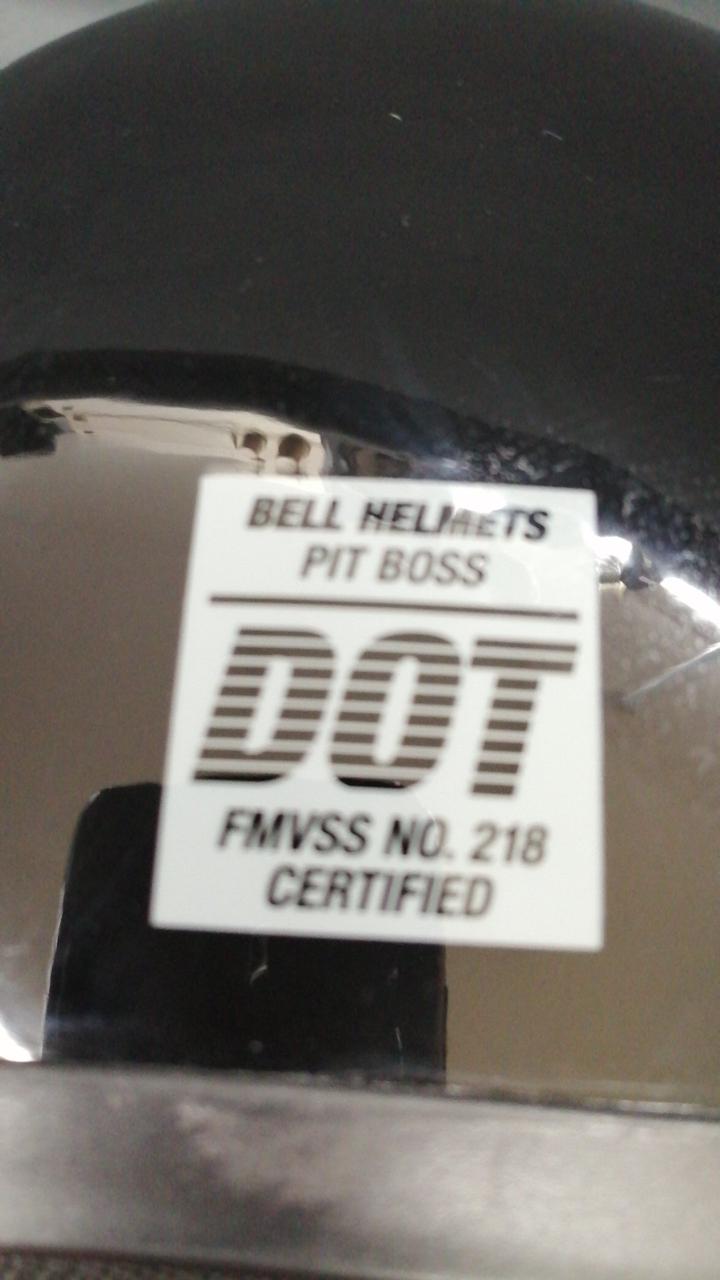 BELL HELMETS
PIT BOSS
DOT
FMVSS NO. 218
CERTIFIED